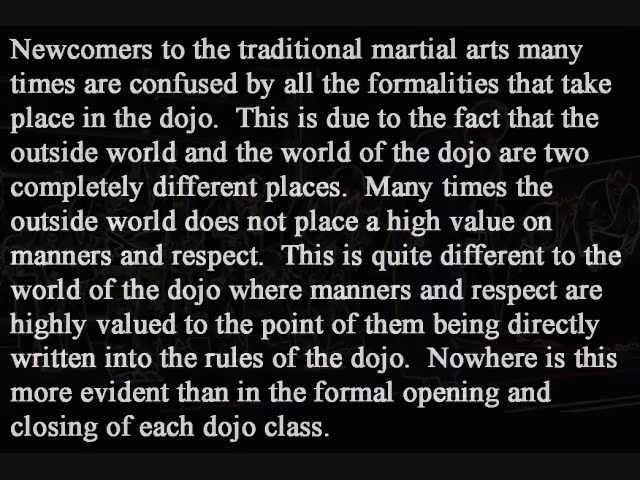 Newcomers to the traditional martial arts many
times are confused by all the formalities that take
place in the dojo.  This is due to the fact that the
outside world and the world of the dojo are two
completely different places.  Many times the
outside world does not place a high value on
manners and respect.  This is quite different to the
world of the dojo where manners and respect are
highly valued to the point of them being directly
written into the rules of the dojo.  Nowhere is this
more evident than in the formal opening and
closing of each dojo class.